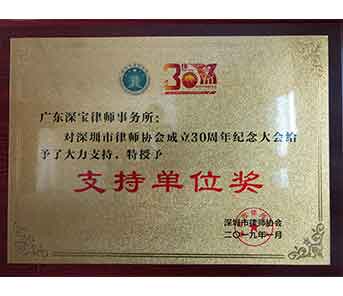 广东深宝律师事务所：
对深圳市律师协会成立30周年纪念大会给
予了大力支持，特授予
支持单位奖
深圳市律师协会
二〇一九年一月